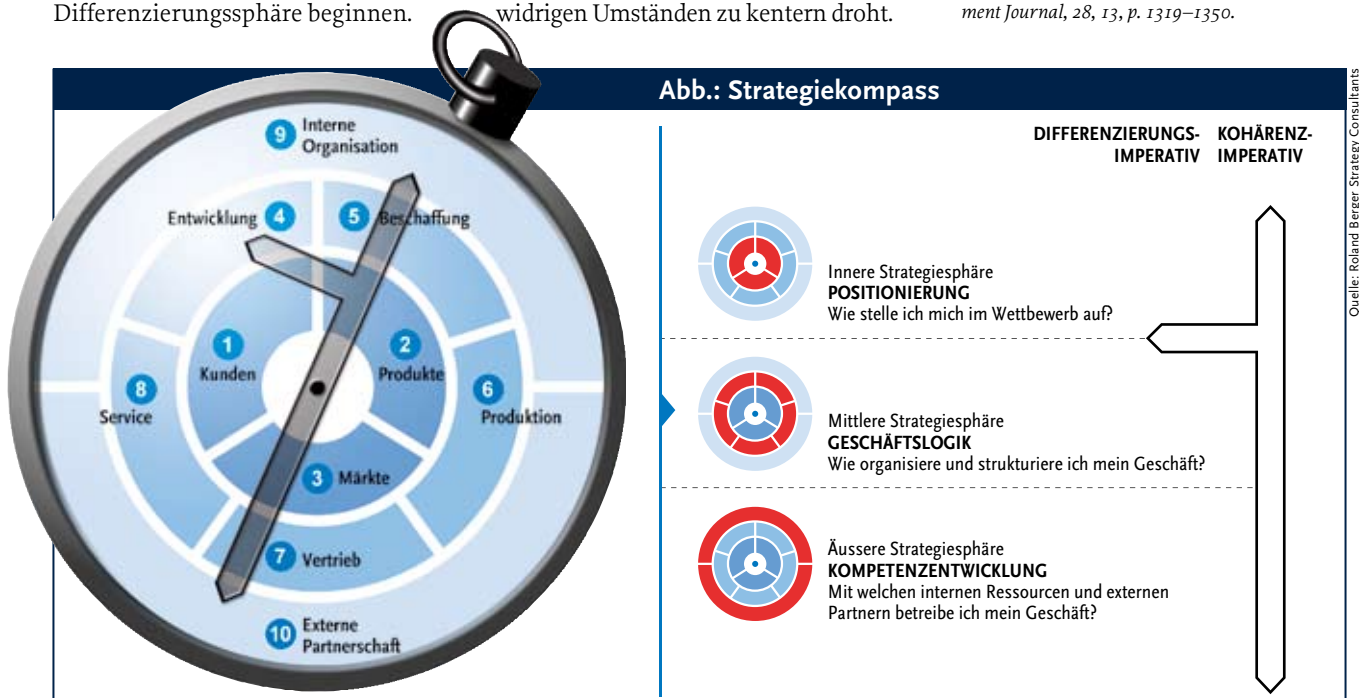 Differenzierungssphäre beginnen.
widrigen Umständen zu kentern droht.
ment Journal, 28, 13, p. 1319–1350.
Abb.: Strategiekompass
9 Interne
Organisation
Entwicklung 4
5 Beschaffung
1
Kunden
2
Produkte
8
Service
6
Produktion
3 Märkte
7 Vertrieb
10 Externe
Partnerschaft
DIFFERENZIERUNGS-
IMPERATIV
KOHÄRENZ-
IMPERATIV
Innere Strategiesphäre
POSITIONIERUNG
Wie stelle ich mich im Wettbewerb auf?
Mittlere Strategiesphäre
GESCHÄFTSLOGIK
Wie organisiere und strukturiere ich mein Geschäft?
Äussere Strategiesphäre
KOMPETENZENTWICKLUNG
Mit welchen internen Ressourcen und externen
Partnern betreibe ich mein Geschäft?
Quelle: Roland Berger Strategy Consultants